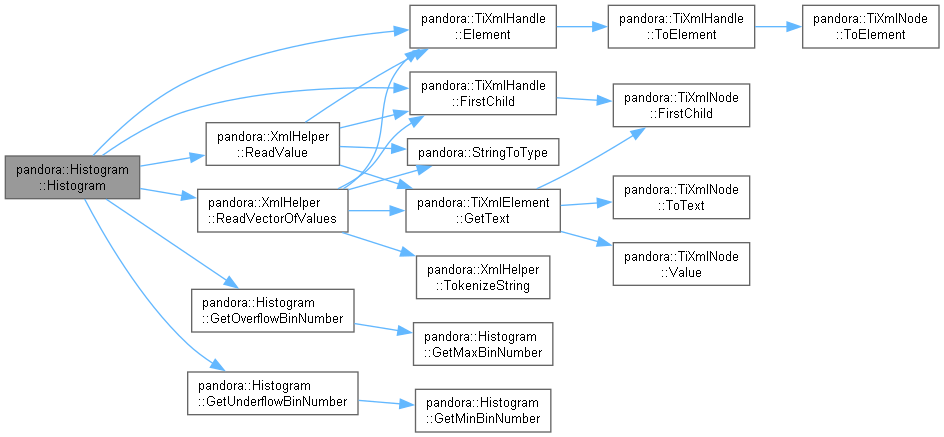 pandora::Histogram
::Histogram
pandora::XmlHelper
::ReadValue
pandora::XmlHelper
::ReadVectorOfValues
pandora::Histogram
::GetOverflowBinNumber
pandora::Histogram
::GetUnderflowBinNumber
pandora::TiXmlHandle
::Element
pandora::TiXmlHandle
::FirstChild
pandora::StringToType
pandora::TiXmlElement
::GetText
pandora::XmlHelper
::TokenizeString
pandora::Histogram
::GetMaxBinNumber
pandora::Histogram
::GetMinBinNumber
pandora::TiXmlHandle
::ToElement
pandora::TiXmlNode
::FirstChild
pandora::TiXmlNode
::ToText
pandora::TiXmlNode
::Value
pandora::TiXmlNode
::ToElement